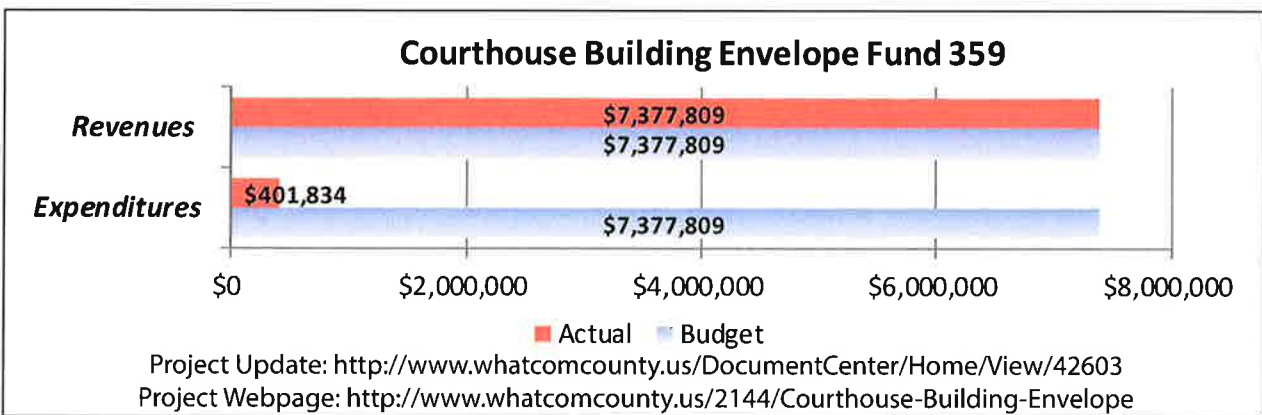 Courthouse Building Envelope Fund 359
Revenues
$7,377,809
$7,377,809
Expenditures
$401,834
$7,377,809
$0 $2,000,000 $4,000,000 $6,000,000 $8,000,000
Actual Budget
Project Update: http://www.whatcomcounty.us/DocumentCenter/Home/View/42603
Project Webpage: http://www.whatcomcounty.us/2144/Courthouse-Building-Envelope